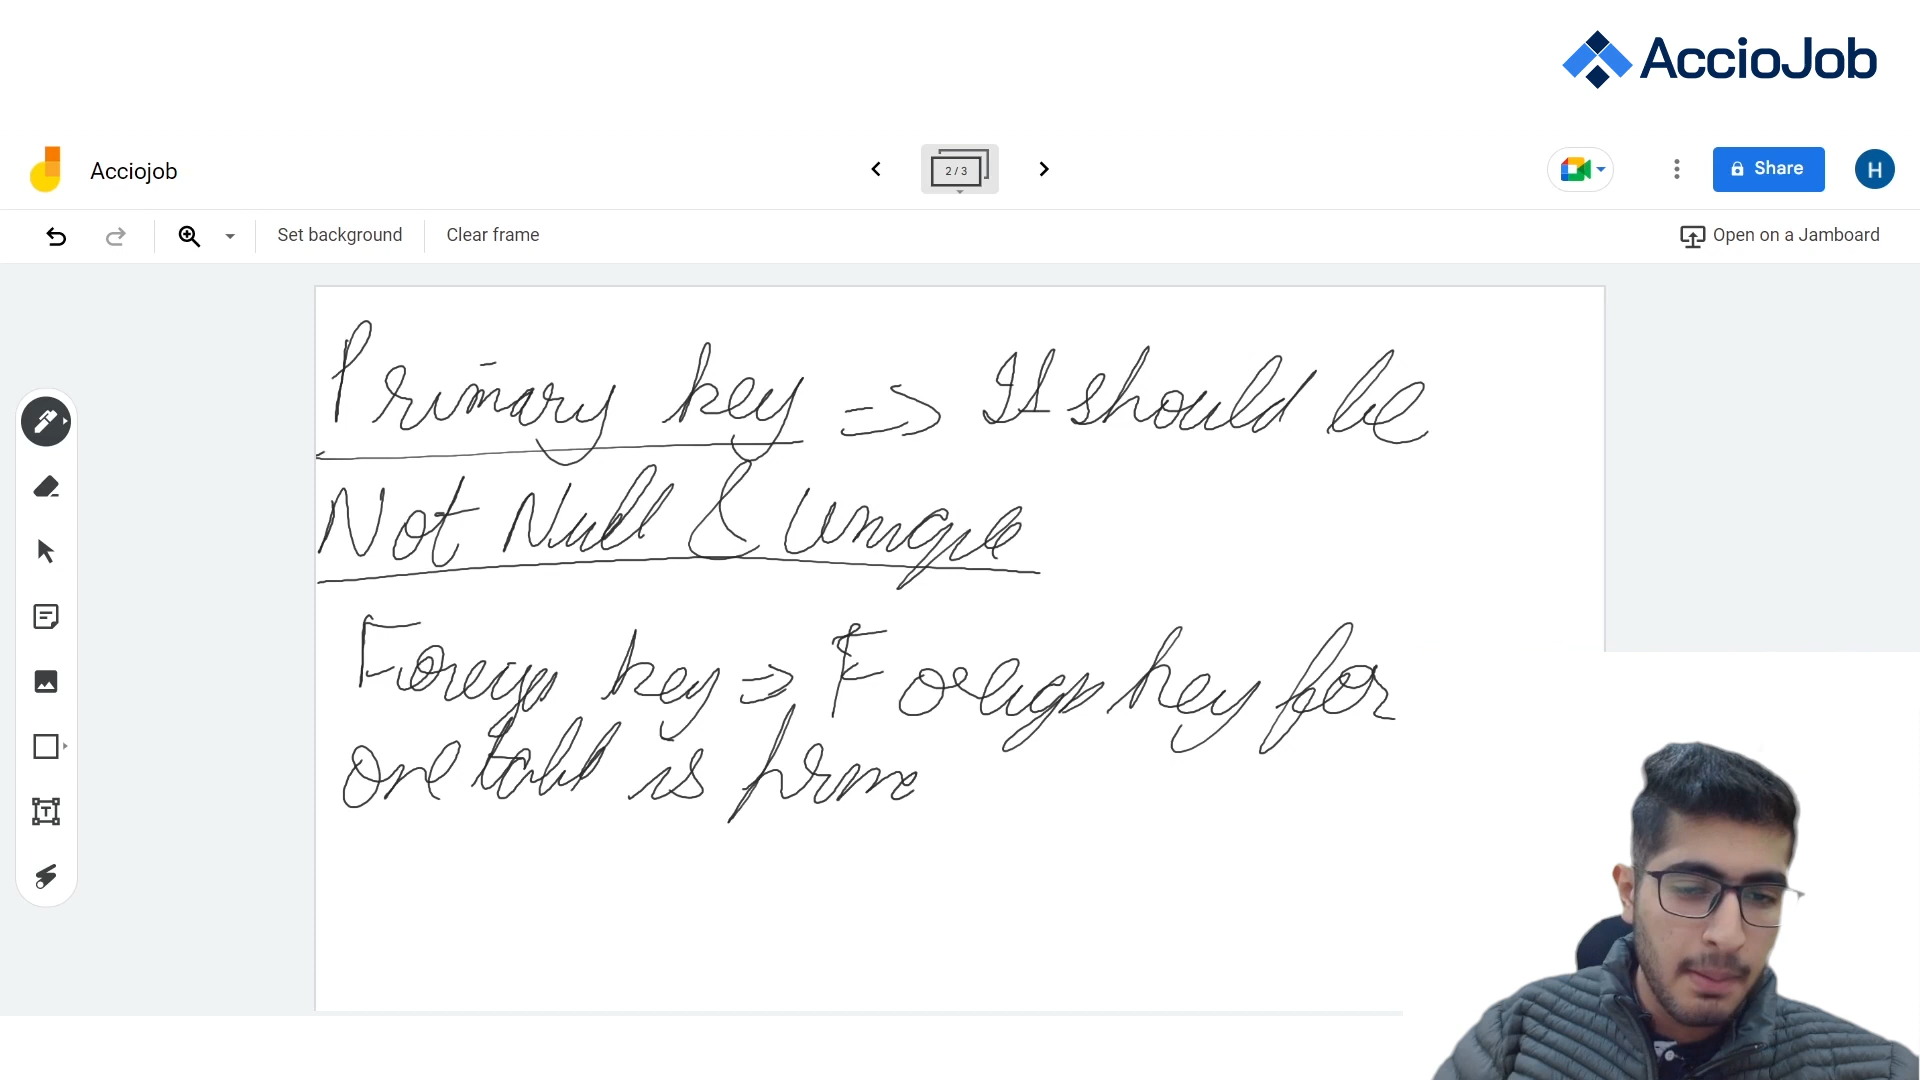 AccioJob
Acciojob
2 / 3
Share
H
Set background
Clear frame
Open on a Jamboard
Primary key => It should be
Not Null & Unique
Foreign key => Foreign key for
one table is prime
T